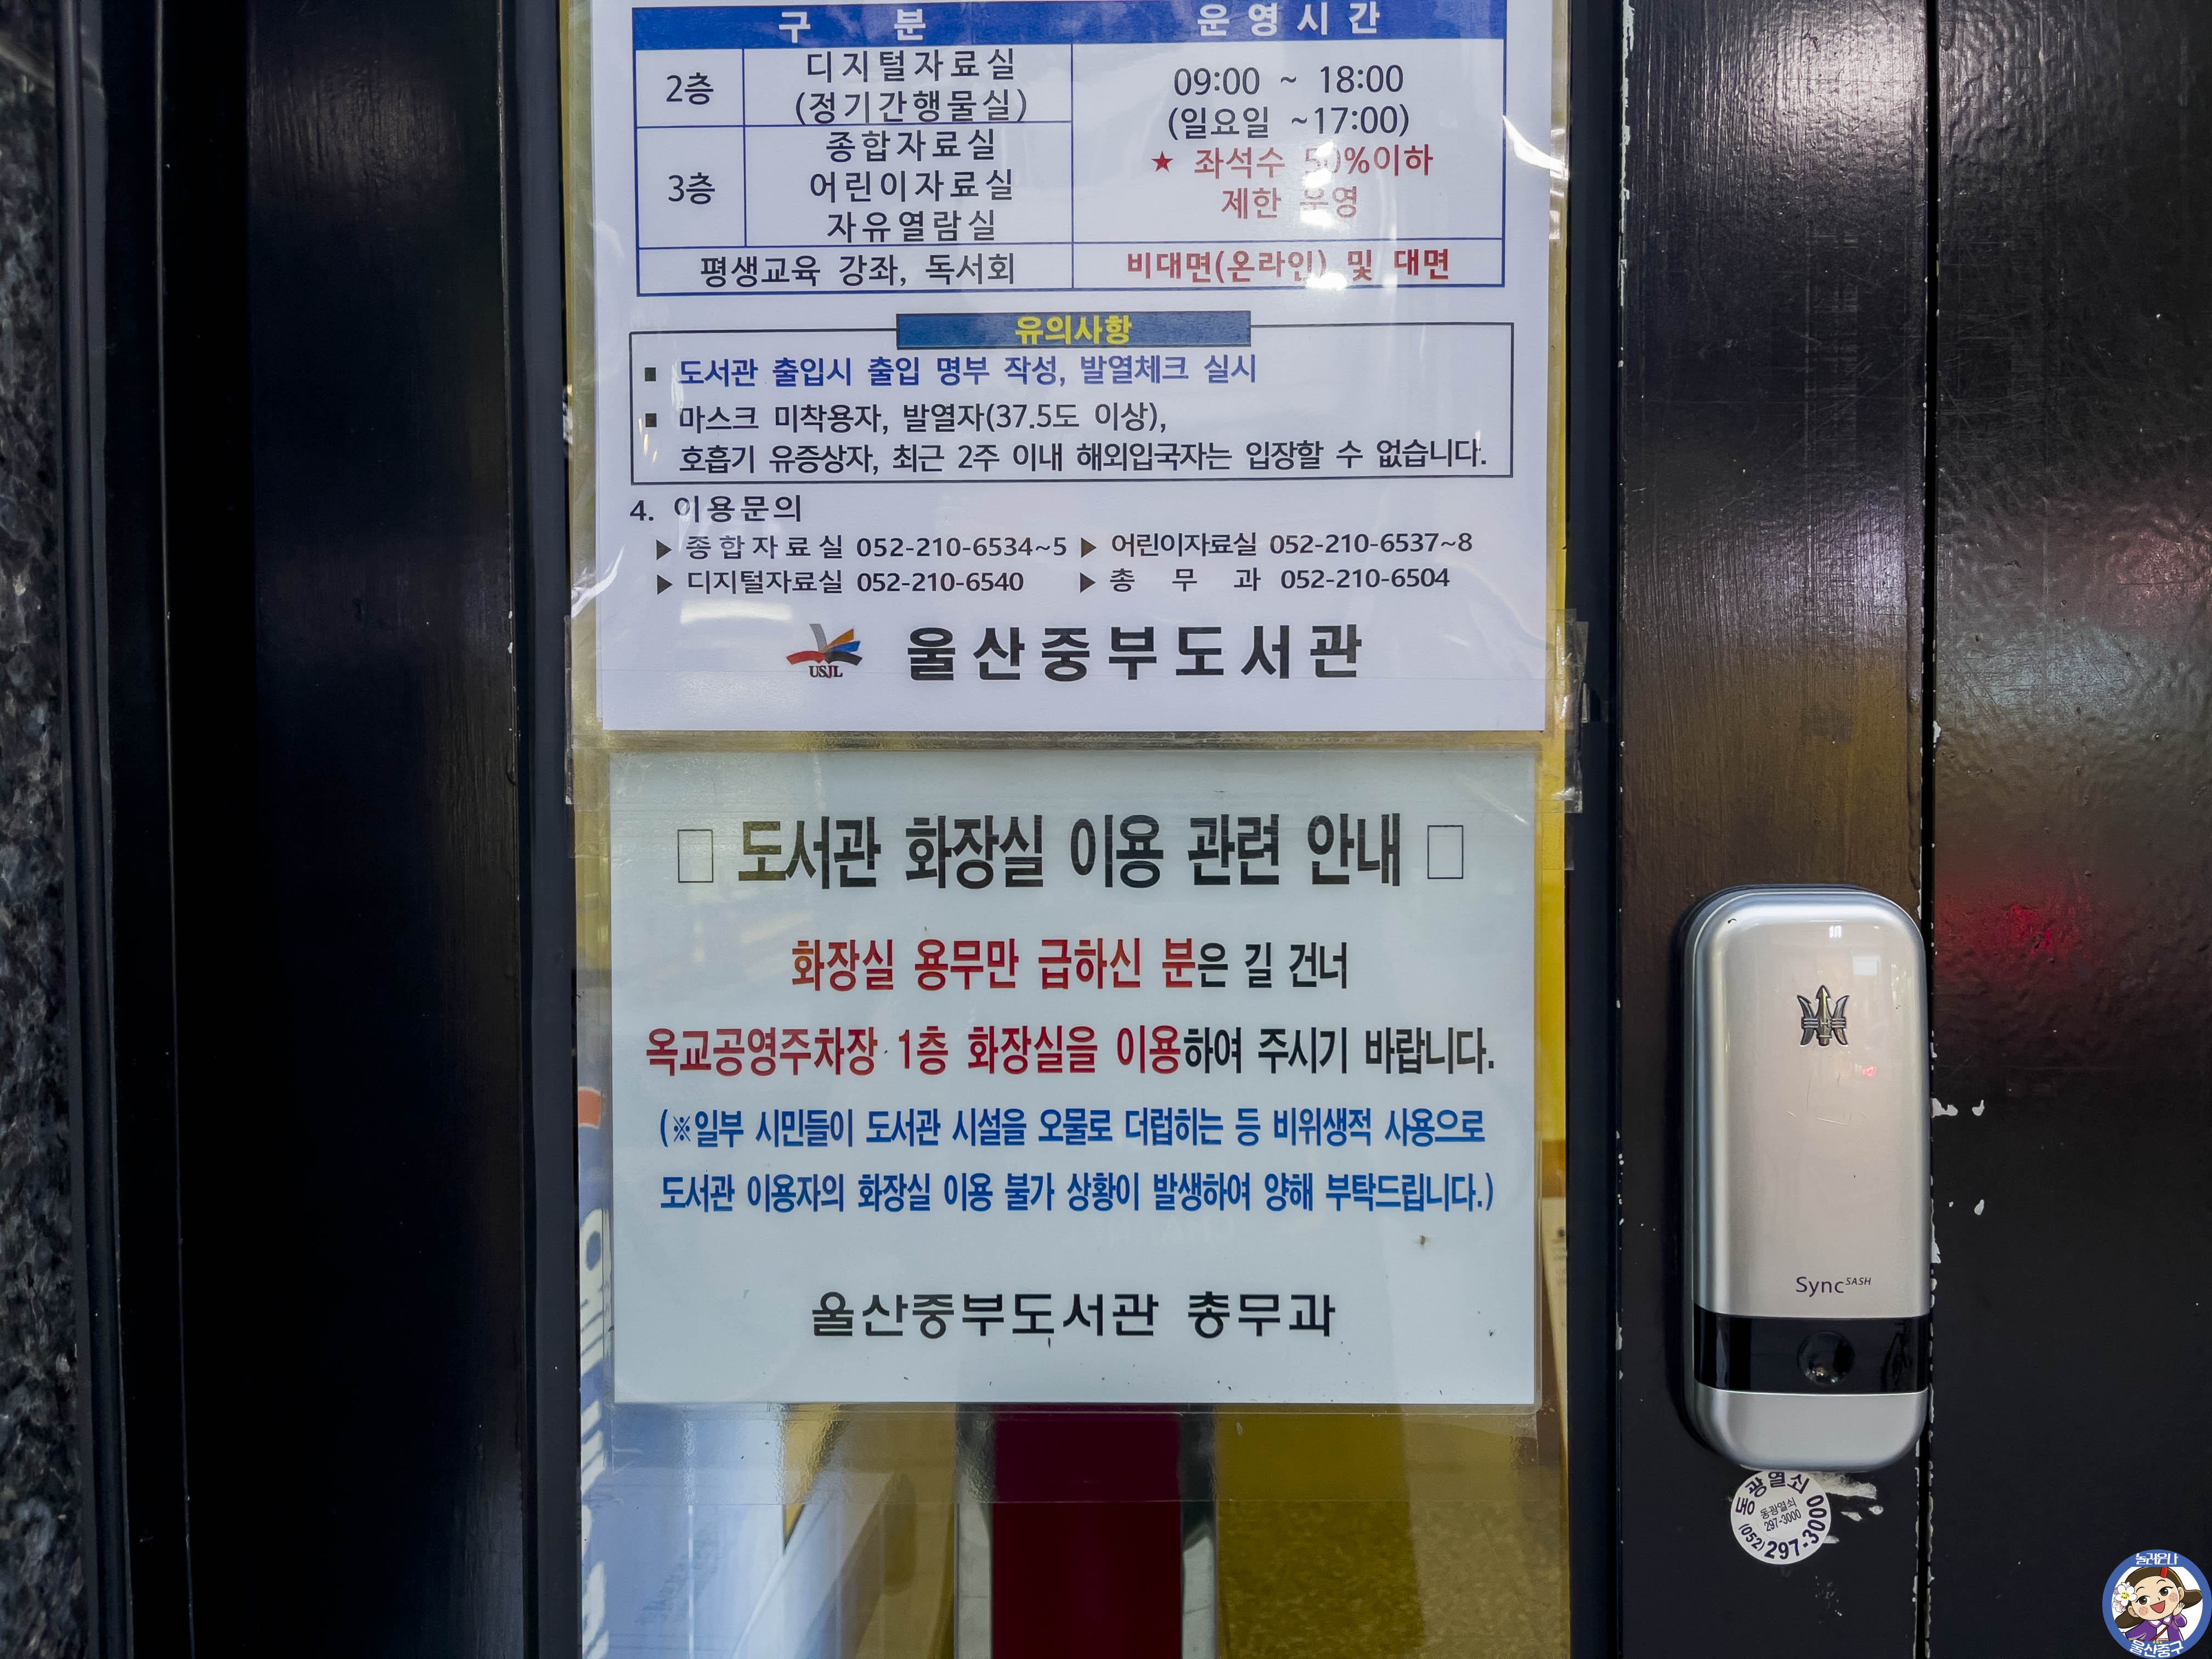 구 분 운영시간
2층 디지털자료실
(정기간행물실)
3층 종합자료실
어린이자료실
자유열람실
09:00 ~ 18:00
(일요일 ~17:00)
★ 좌석수 50%이하
제한 운영
평생교육 강좌, 독서회 비대면(온라인) 및 대면
유의사항
▪ 도서관 출입시 출입 명부 작성, 발열체크 실시
▪ 마스크 미착용자, 발열자(37.5도 이상),
호흡기 유증상자, 최근 2주 이내 해외입국자는 입장할 수 없습니다.
4. 이용문의
▶ 종합자료실 052-210-6534~5 ▶ 어린이자료실 052-210-6537~8
▶ 디지털자료실 052-210-6540 ▶ 총 무 과 052-210-6504
USJL 울산중부도서관
□ 도서관 화장실 이용 관련 안내 □
화장실 용무만 급하신 분은 길 건너
옥교공영주차장 1층 화장실을 이용하여 주시기 바랍니다.
(※일부 시민들이 도서관 시설을 오물로 더럽히는 등 비위생적 사용으로
도서관 이용자의 화장실 이용 불가 상황이 발생하여 양해 부탁드립니다.)
울산중부도서관 총무과
Sync SASH
동광열쇠
동광열쇠
297-3000
(052)297-3000
놀러온나
울산중구